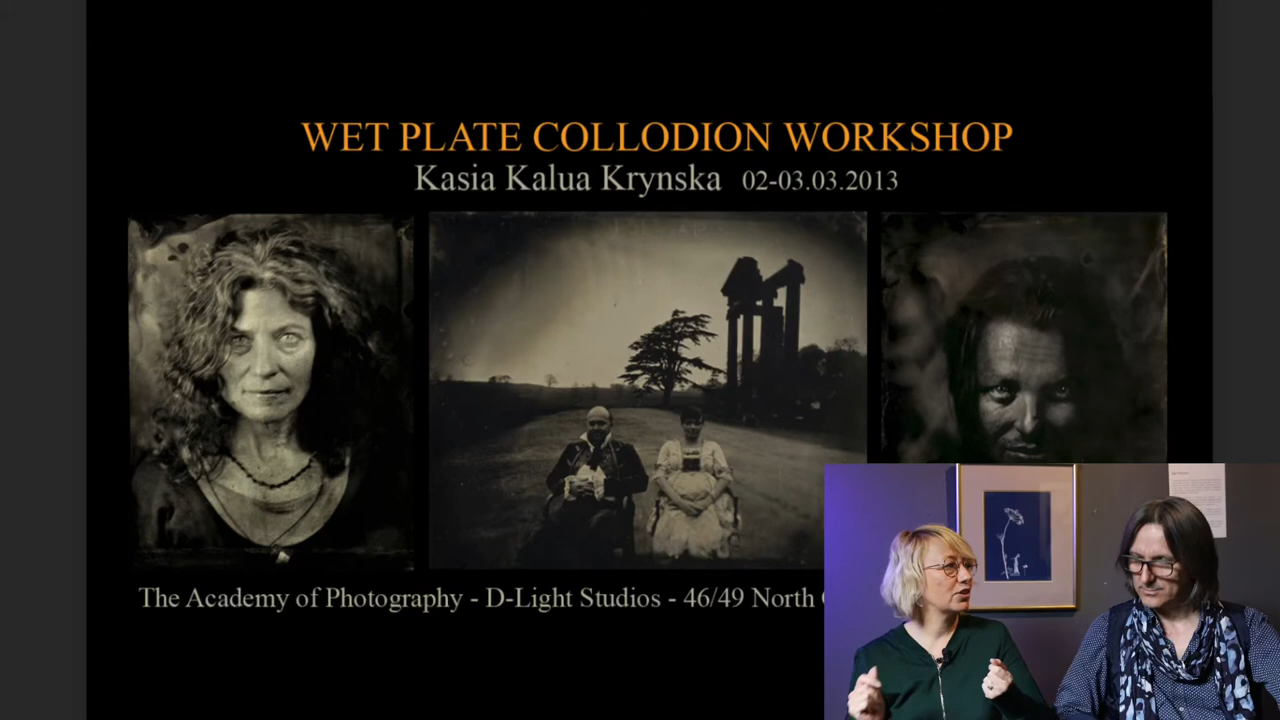 WET PLATE COLLODION WORKSHOP
Kasia Kalua Krynska 02-03.03.2013
The Academy of Photography - D-Light Studios - 46/49 North